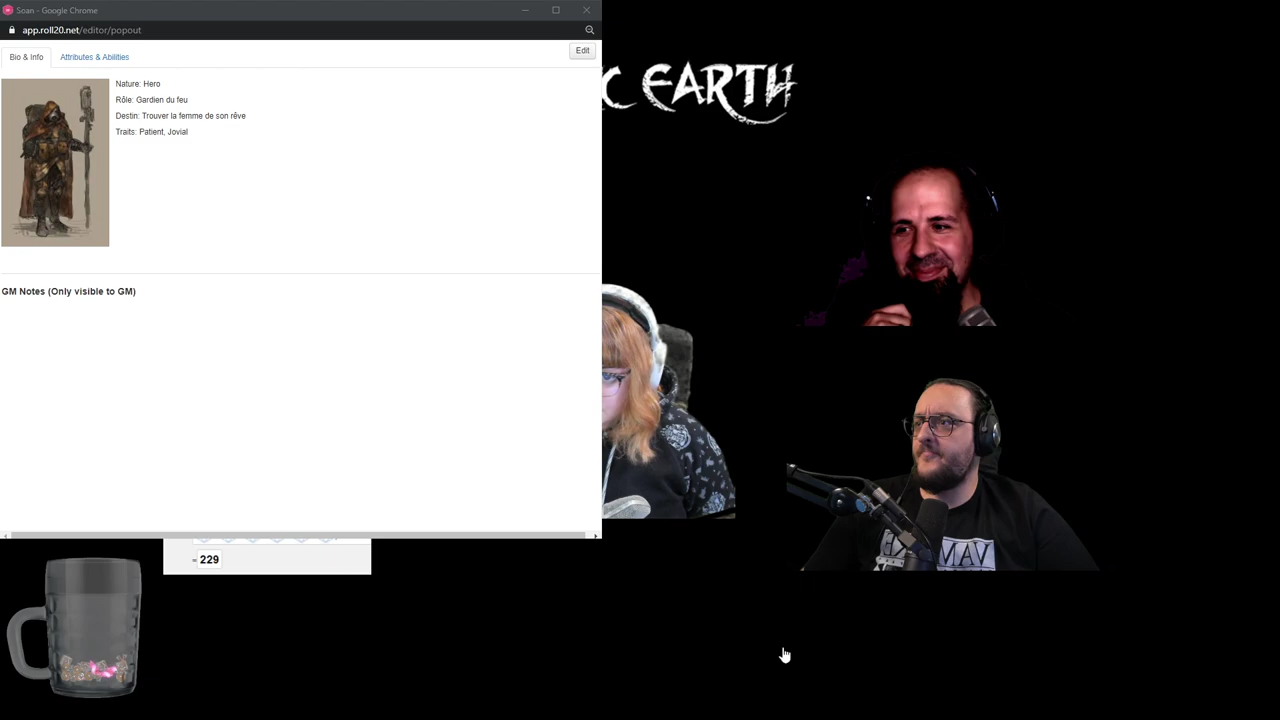 Soan - Google Chrome
app.roll20.net/editor/popout
Bio & Info
Attributes & Abilities
Edit
Nature: Hero
Rôle: Gardien du feu
Destin: Trouver la femme de son rêve
Traits: Patient, Jovial
GM Notes (Only visible to GM)
C EARTH
=229